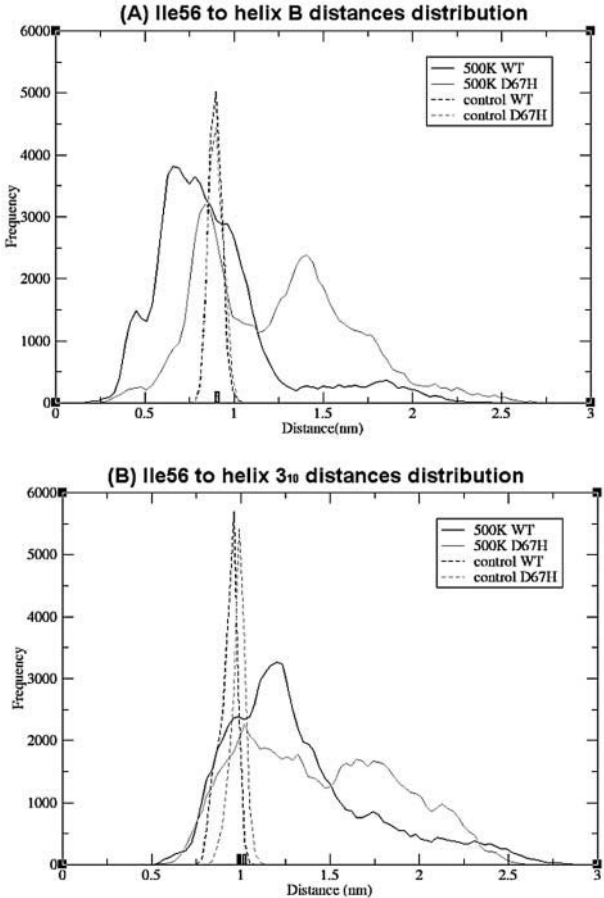 (A) Ile56 to helix B distances distribution
6000
5000
4000
3000
2000
1000
0
Frequency
500K WT
500K D67H
control WT
control D67H
0
0.5
1
1.5
2
2.5
3
Distance(nm)
(B) Ile56 to helix 3₁₀ distances distribution
6000
5000
4000
3000
2000
1000
0
Frequency
500K WT
500K D67H
control WT
control D67H
0
0.5
1
1.5
2
2.5
3
Distance (nm)